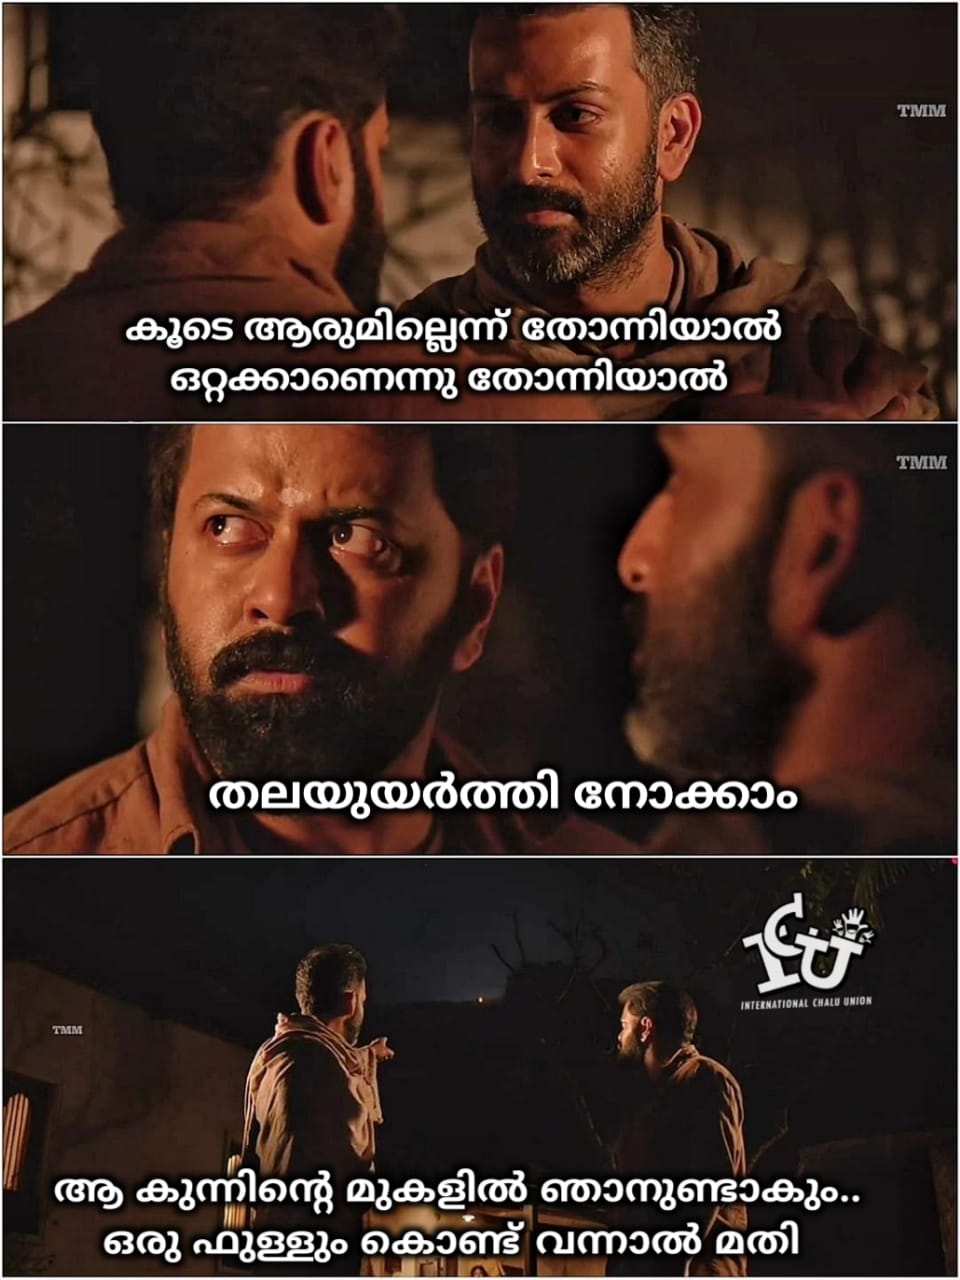 TMM
കൂടെ ആരുമില്ലെന്ന് തോന്നിയാൽ
ഒറ്റക്കാണെന്നു തോന്നിയാൽ
TMM
തലയുയർത്തി നോക്കാം
ICU
INTERNATIONAL CHALU UNION
TMM
ആ കുന്നിന്റെ മുകളിൽ ഞാനുണ്ടാകും..
ഒരു ഫുള്ളും കൊണ്ട് വന്നാൽ മതി